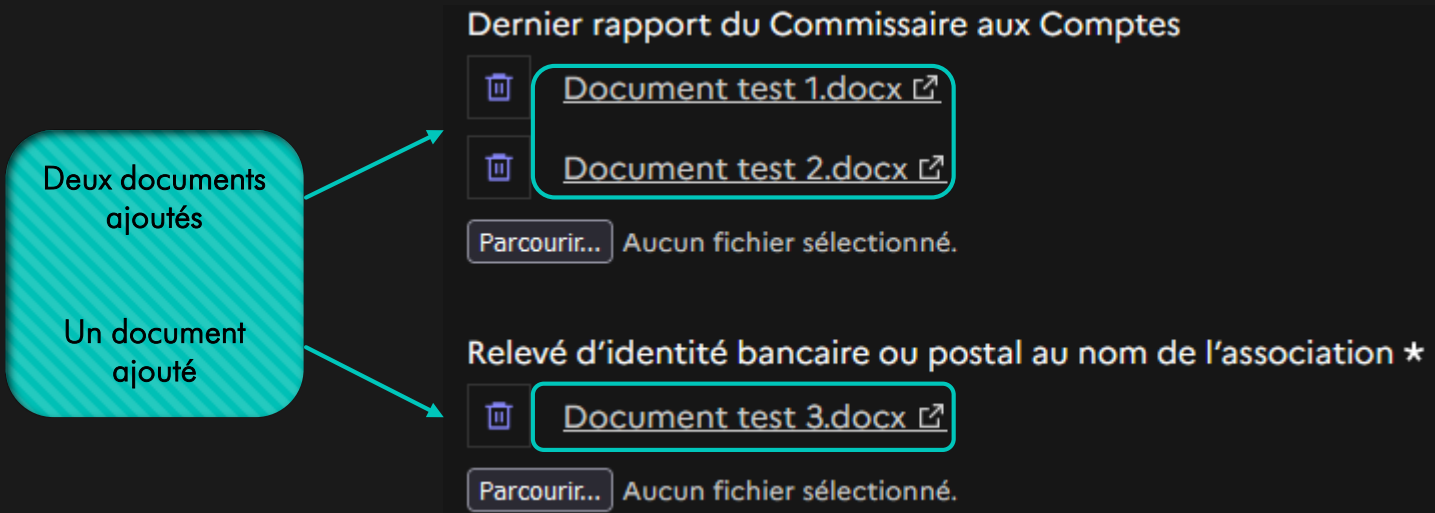 Dernier rapport du Commissaire aux Comptes
Document test 1.docx
Document test 2.docx
Parcourir... Aucun fichier sélectionné.
Deux documents
ajoutés
Un document
ajouté
Relevé d’identité bancaire ou postal au nom de l’association *
Document test 3.docx
Parcourir... Aucun fichier sélectionné.